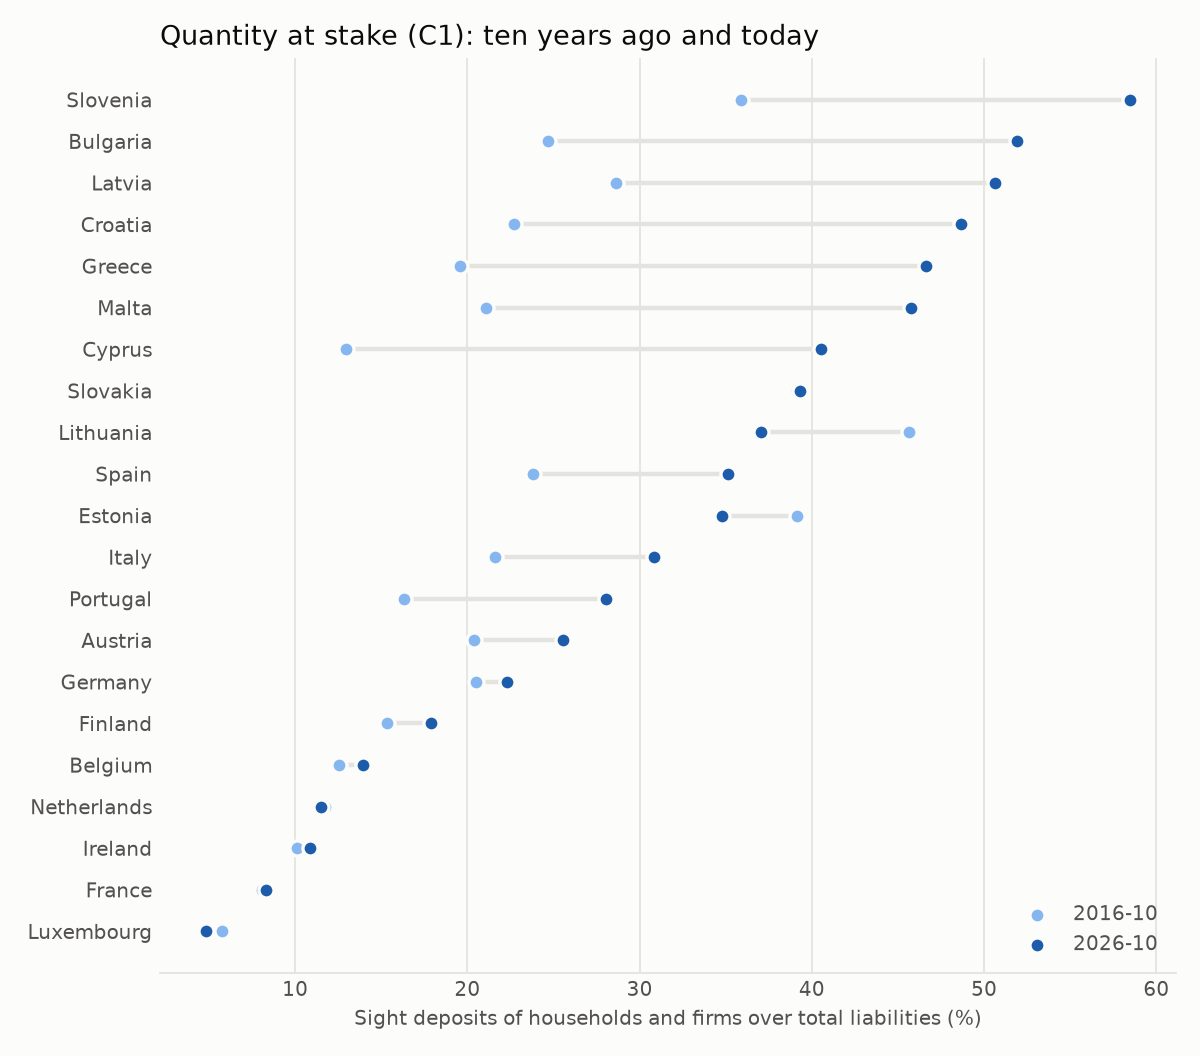 Quantity at stake (C1): ten years ago and today
Slovenia
Bulgaria
Latvia
Croatia
Greece
Malta
Cyprus
Slovakia
Lithuania
Spain
Estonia
Italy
Portugal
Austria
Germany
Finland
Belgium
Netherlands
Ireland
France
Luxembourg
2016-10
2026-10
10 20 30 40 50 60
Sight deposits of households and firms over total liabilities (%)